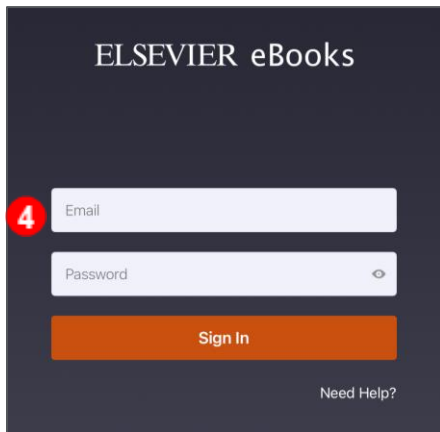 ELSEVIER eBooks
4
Email
Password
Sign In
Need Help?